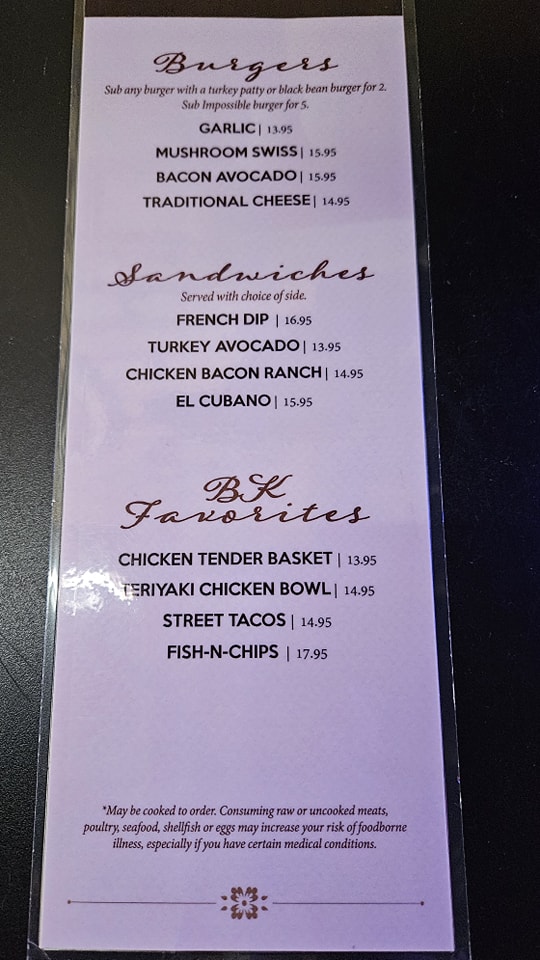 Burgers
Sub any burger with a turkey patty or black bean burger for 2.
Sub Impossible burger for 5.
GARLIC | 13.95
MUSHROOM SWISS | 15.95
BACON AVOCADO | 15.95
TRADITIONAL CHEESE | 14.95
Sandwiches
Served with choice of side.
FRENCH DIP | 16.95
TURKEY AVOCADO | 13.95
CHICKEN BACON RANCH | 14.95
EL CUBANO | 15.95
BK
Favorites
CHICKEN TENDER BASKET | 13.95
TERIYAKI CHICKEN BOWL | 14.95
STREET TACOS | 14.95
FISH-N-CHIPS | 17.95
*May be cooked to order. Consuming raw or uncooked meats,
poultry, seafood, shellfish or eggs may increase your risk of foodborne
illness, especially if you have certain medical conditions.